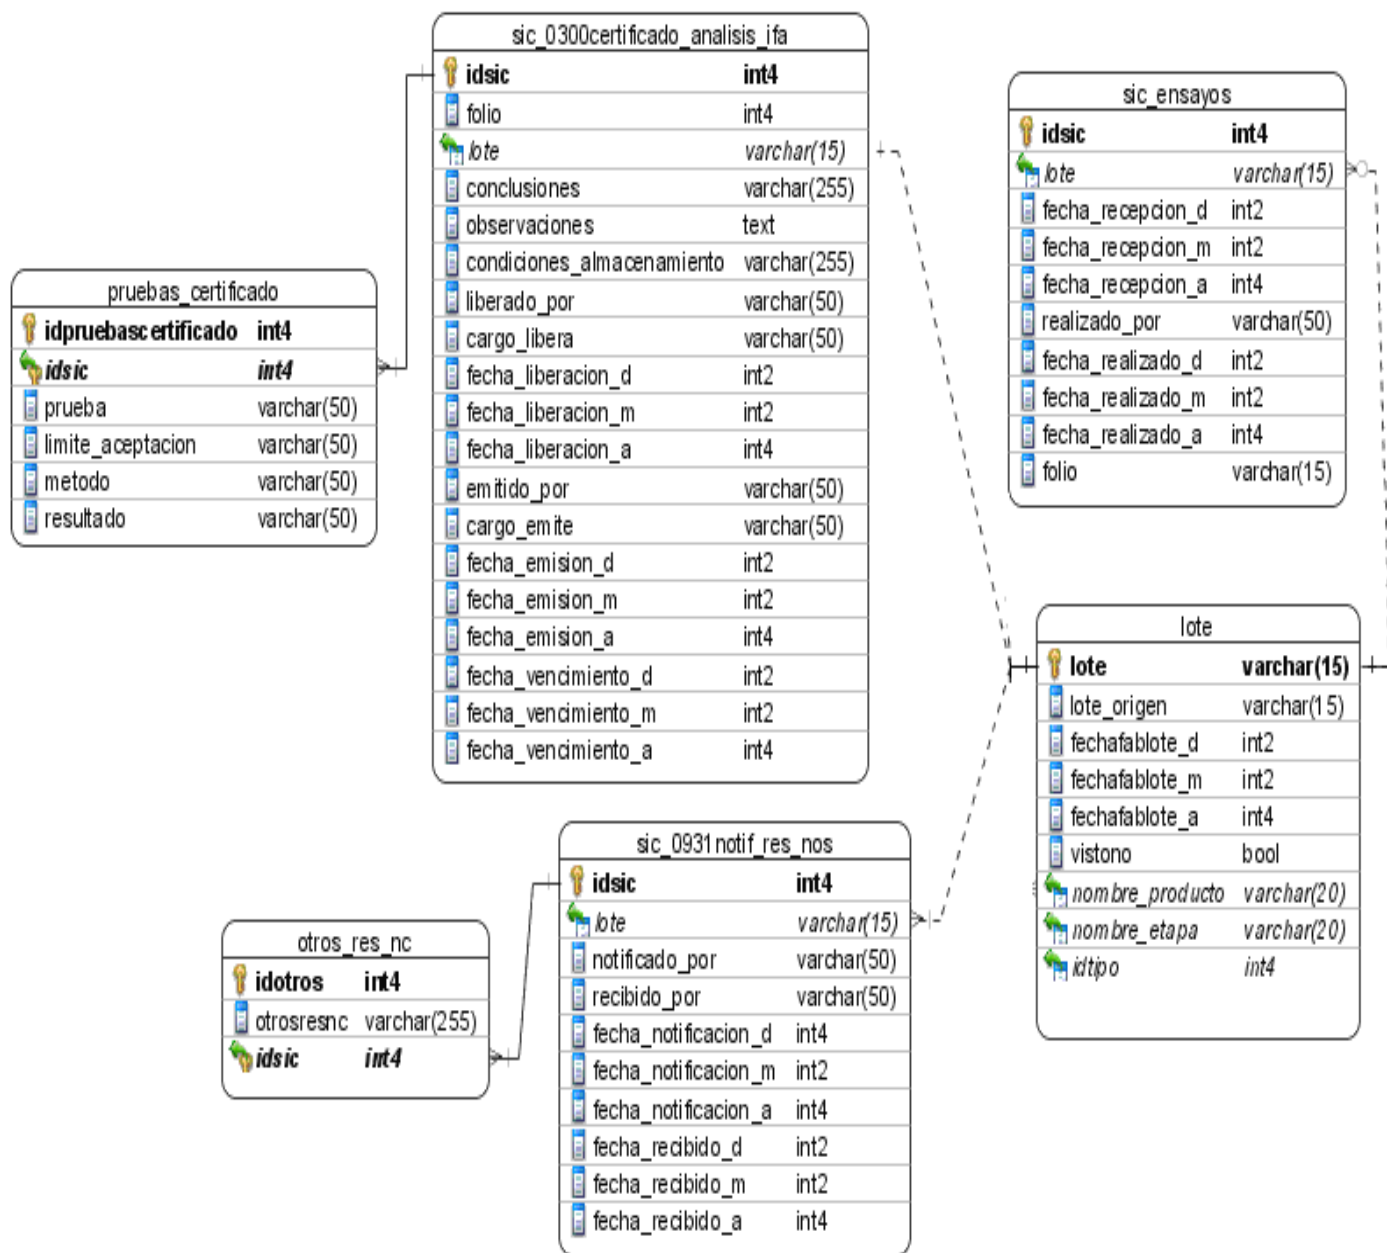 sic_0300certificado_analisis_ifa
idsic int4
folio int4
lote varchar(15)
conclusiones varchar(255)
observaciones text
condiciones_almacenamiento varchar(255)
liberado_por varchar(50)
cargo_libera varchar(50)
fecha_liberacion_d int2
fecha_liberacion_m int2
fecha_liberacion_a int4
emitido_por varchar(50)
cargo_emite varchar(50)
fecha_emision_d int2
fecha_emision_m int2
fecha_emision_a int4
fecha_vencimiento_d int2
fecha_vencimiento_m int2
fecha_vencimiento_a int4
sic_ensayos
idsic int4
lote varchar(15)
fecha_recepcion_d int2
fecha_recepcion_m int2
fecha_recepcion_a int4
realizado_por varchar(50)
fecha_realizado_d int2
fecha_realizado_m int2
fecha_realizado_a int4
folio varchar(15)
pruebas_certificado
idpruebascertificado int4
idsic int4
prueba varchar(50)
limite_aceptacion varchar(50)
metodo varchar(50)
resultado varchar(50)
lote
lote varchar(15)
lote_origen varchar(15)
fechafablote_d int2
fechafablote_m int2
fechafablote_a int4
vistono bool
nombre_producto varchar(20)
nombre_etapa varchar(20)
idtipo int4
sic_0931notif_res_nos
idsic int4
lote varchar(15)
notificado_por varchar(50)
recibido_por varchar(50)
fecha_notificacion_d int4
fecha_notificacion_m int2
fecha_notificacion_a int4
fecha_recibido_d int2
fecha_recibido_m int2
fecha_recibido_a int4
otros_res_nc
idotros int4
otrosresnc varchar(255)
idsic int4